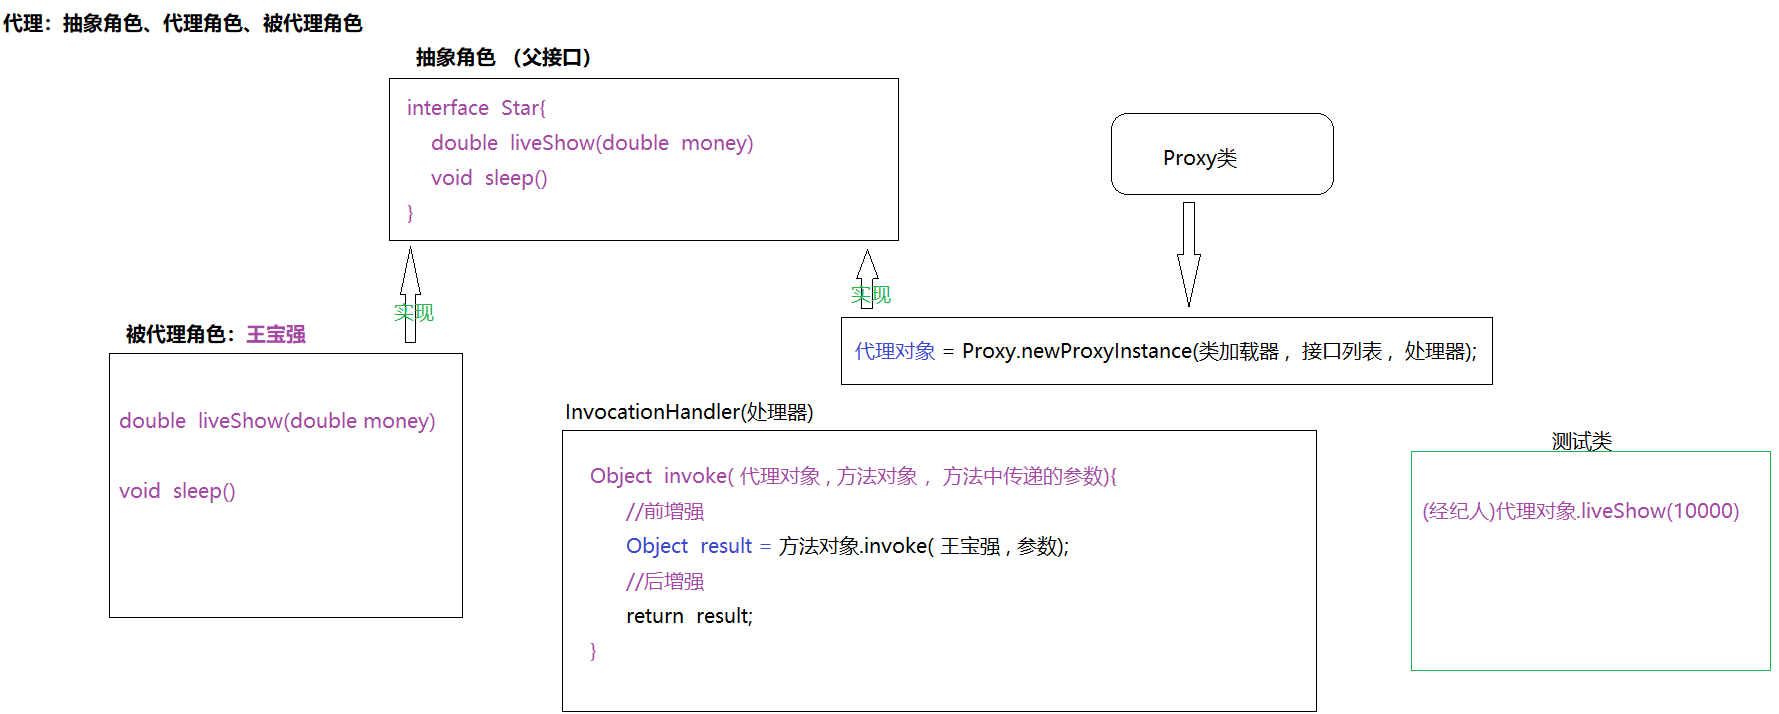 代理：抽象角色、代理角色、被代理角色
抽象角色 （父接口）
interface Star{
double liveShow(double money)
void sleep()
}
Proxy类
实现
实现
被代理角色：王宝强
double liveShow(double money)
void sleep()
代理对象 = Proxy.newProxyInstance(类加载器 ，接口列表 ，处理器);
InvocationHandler(处理器)
Object invoke( 代理对象 , 方法对象 ， 方法中传递的参数){
//前增强
Object result = 方法对象.invoke( 王宝强 , 参数);
//后增强
return result;
}
测试类
(经纪人)代理对象.liveShow(10000)